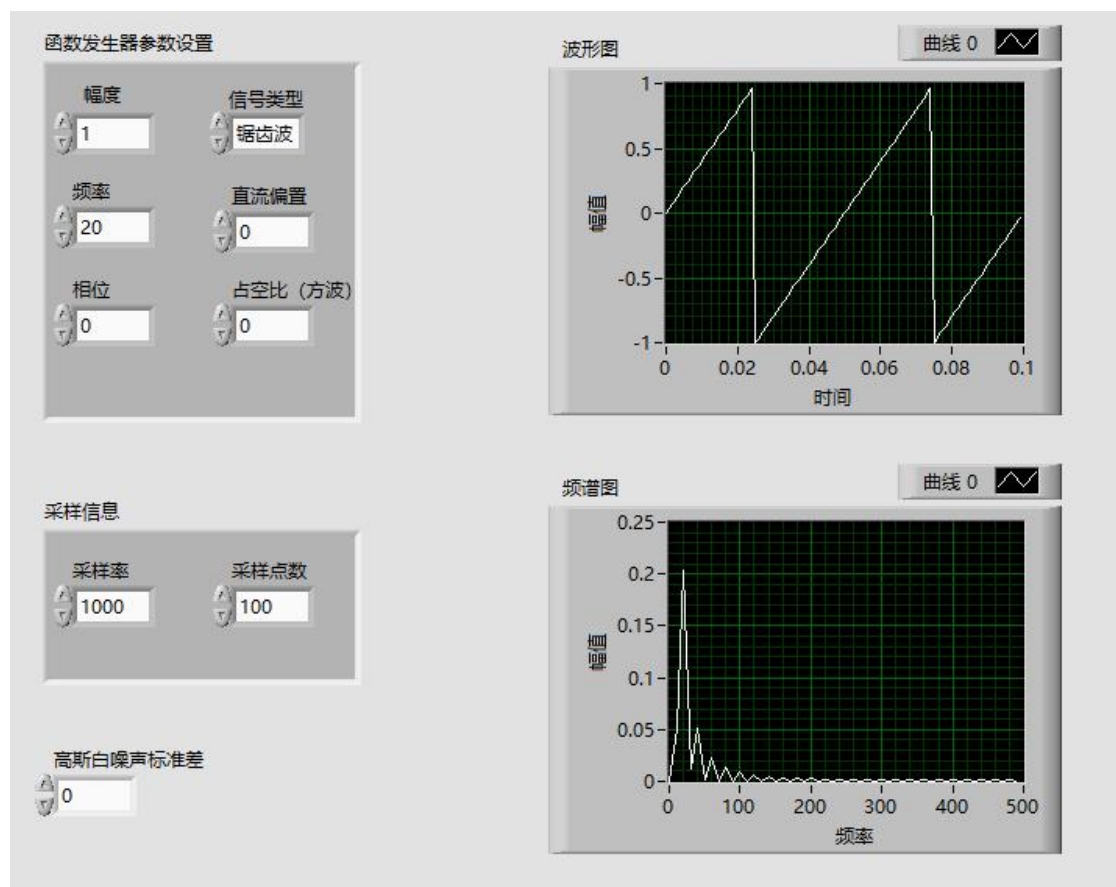 函数发生器参数设置
幅度
1
信号类型
锯齿波
频率
20
直流偏置
0
相位
0
占空比（方波）
0
采样信息
采样率
1000
采样点数
100
高斯白噪声标准差
0
波形图
曲线 0
幅值
1
0.5
0
-0.5
-1
0 0.02 0.04 0.06 0.08 0.1
时间
频谱图
曲线 0
幅值
0.25
0.2
0.15
0.1
0.05
0
0 100 200 300 400 500
频率